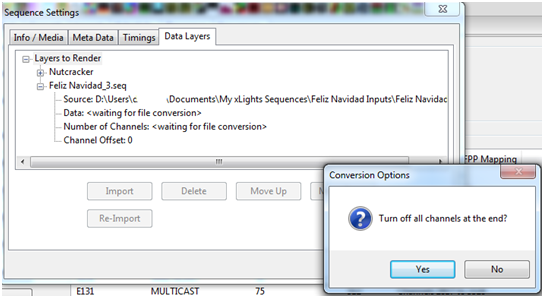 Sequence Settings
Info / Media
Meta Data
Timings
Data Layers
Layers to Render
Nutcracker
Feliz Navidad_3.seq
Source: D:\Users\c. \Documents\My xLights Sequences\Feliz Navidad Inputs\Feliz Navidad
Data: <waiting for file conversion>
Number of Channels: <waiting for file conversion>
Channel Offset: 0
Import
Delete
Move Up
M
Re-Import
FPP Mapping
Conversion Options
Turn off all channels at the end?
Yes
No
E131 MULTICAST 75